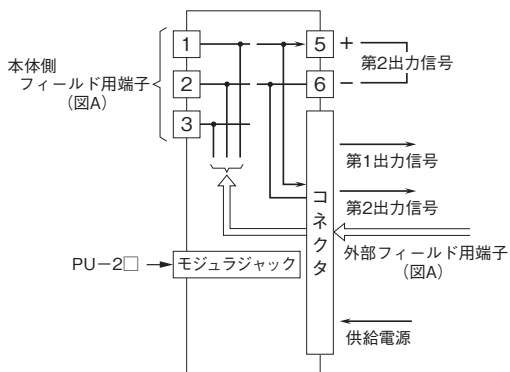 本体側
フィールド用端子
(図A)
1
2
3
5
+
6
−
第2出力信号
第1出力信号
第2出力信号
コネクタ
外部フィールド用端子
(図A)
PU−2□
モジュラジャック
供給電源